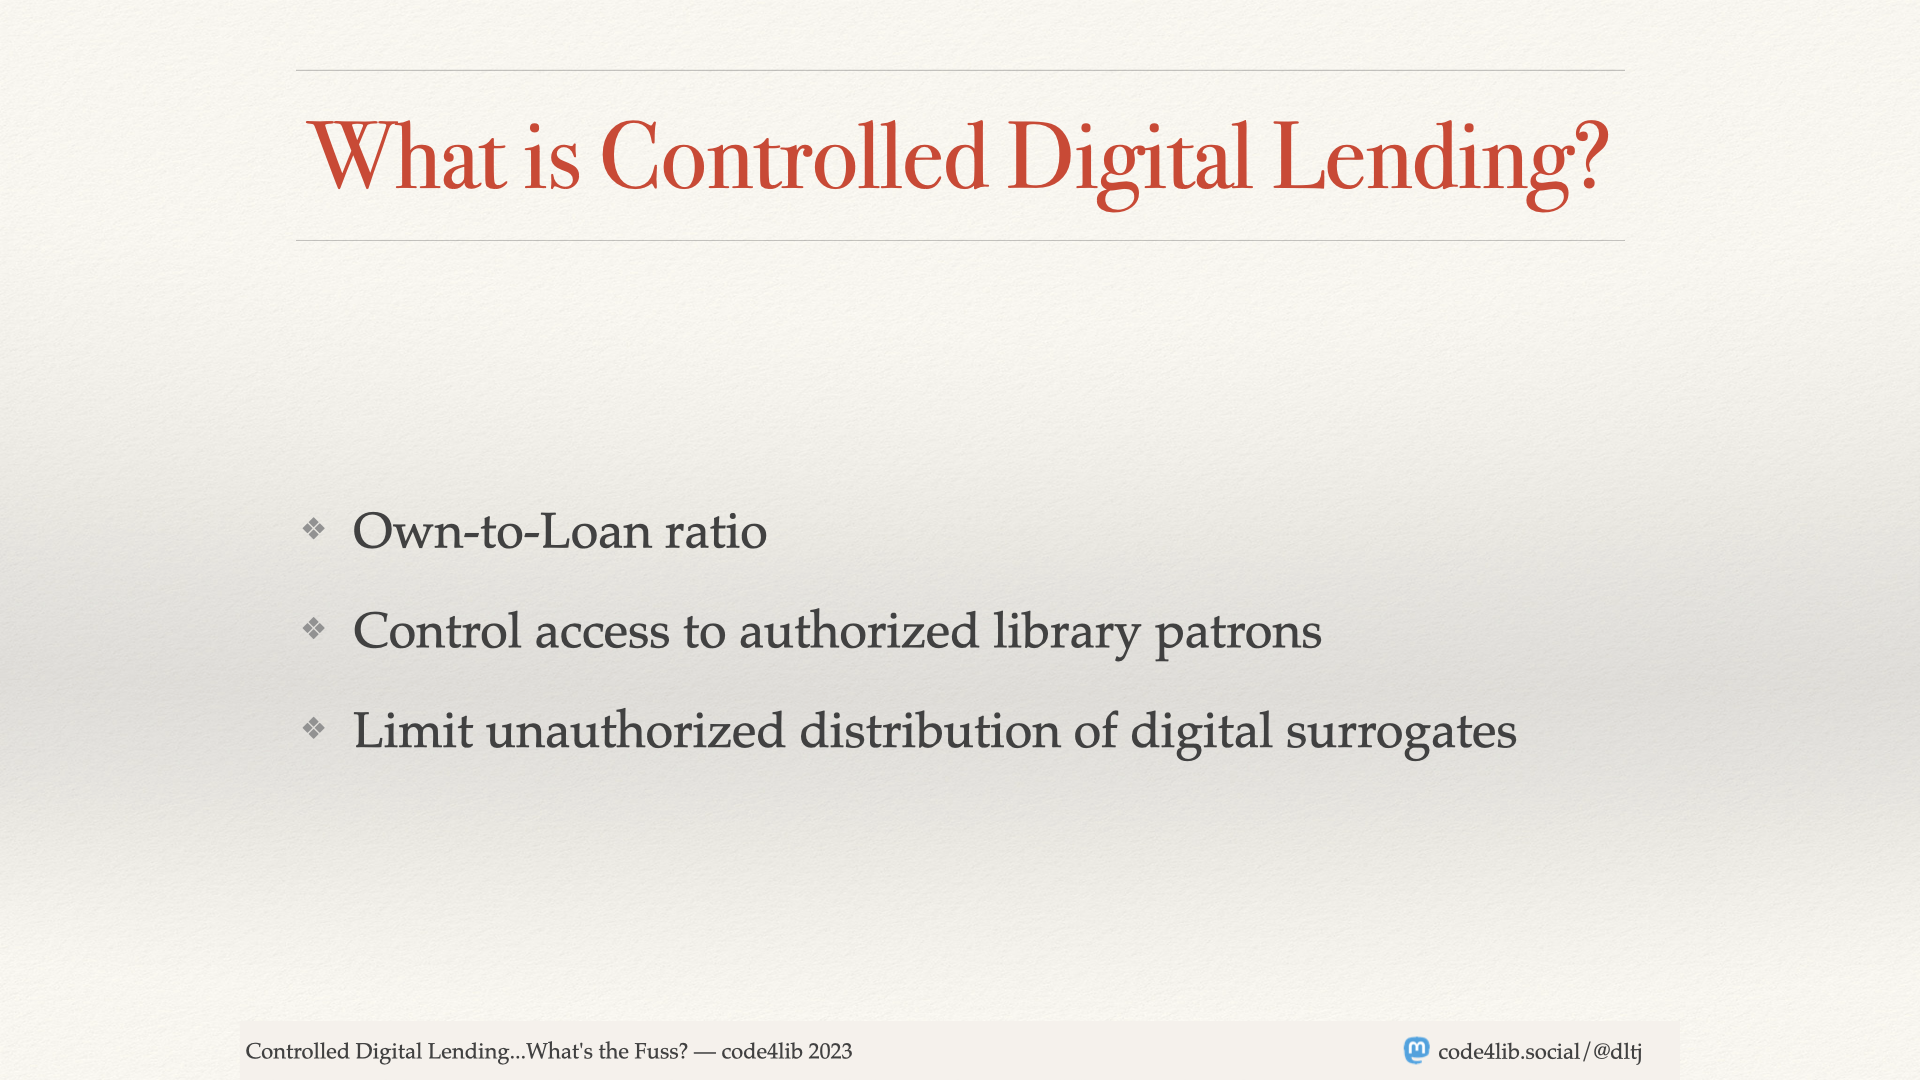 What is Controlled Digital Lending?
❖ Own-to-Loan ratio
❖ Control access to authorized library patrons
❖ Limit unauthorized distribution of digital surrogates
Controlled Digital Lending...What's the Fuss? — code4lib 2023
code4lib.social/@dltj